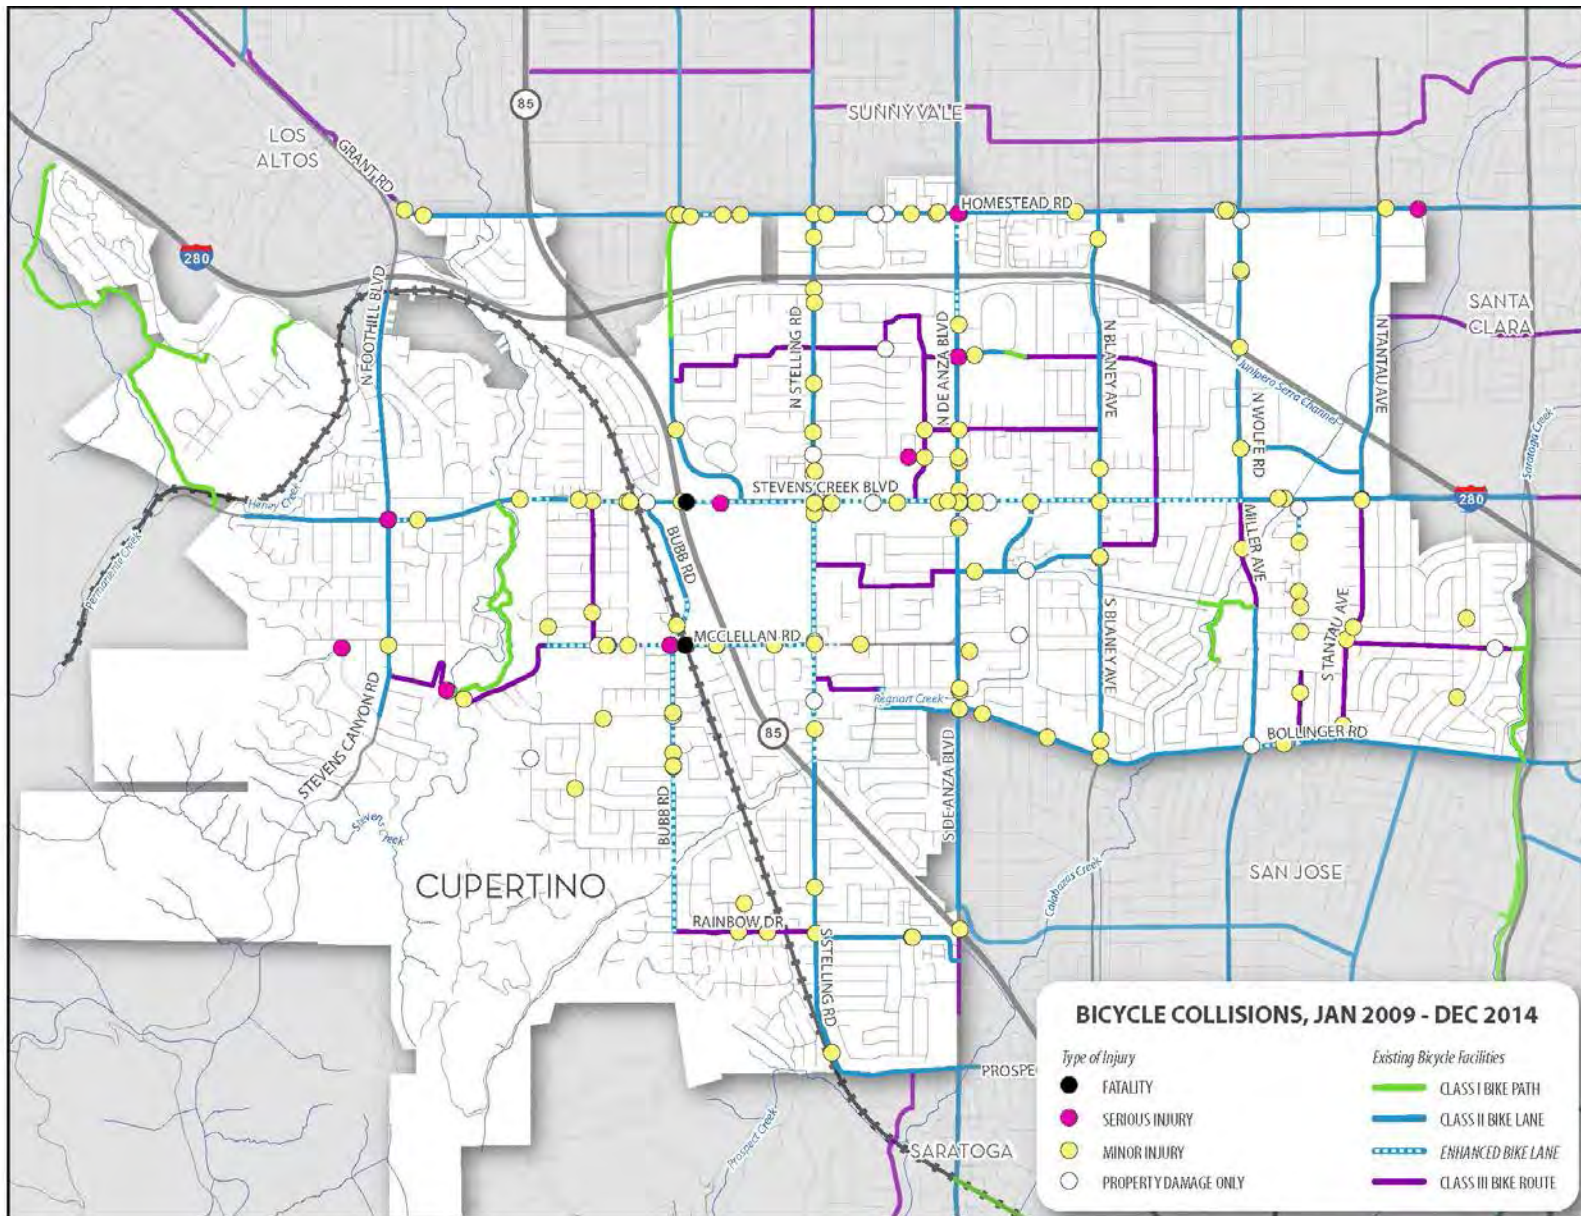 85
SUNNYVALE
LOS
ALTOS
GRANT RD
HOMESTEAD RD
280
N FOOTHILL BLVD
N STELLING RD
N DE ANZA BLVD
N BLANEY AVE
Junipero Serra Channel
N WOLFE RD
N TANTAU AVE
SANTA
CLARA
Saratoga Creek
STEVENS CREEK BLVD
280
Heney Creek
Permanente Creek
BUBB RD
MILLER AVE
MCCLELLAN RD
S BLANEY AVE
S TANTAU AVE
STEVENS CANYON RD
Regnart Creek
85
BOLLINGER RD
S DE ANZA BLVD
BUBB RD
Stevens
Creek
CUPERTINO
SAN JOSE
Calabazas Creek
RAINBOW DR
S STELLING RD
PROSPE
Prospect Creek
SARATOGA
BICYCLE COLLISIONS, JAN 2009 - DEC 2014
Type of Injury
FATALITY
SERIOUS INJURY
MINOR INJURY
PROPERTY DAMAGE ONLY
Existing Bicycle Facilities
CLASS I BIKE PATH
CLASS II BIKE LANE
ENHANCED BIKE LANE
CLASS III BIKE ROUTE